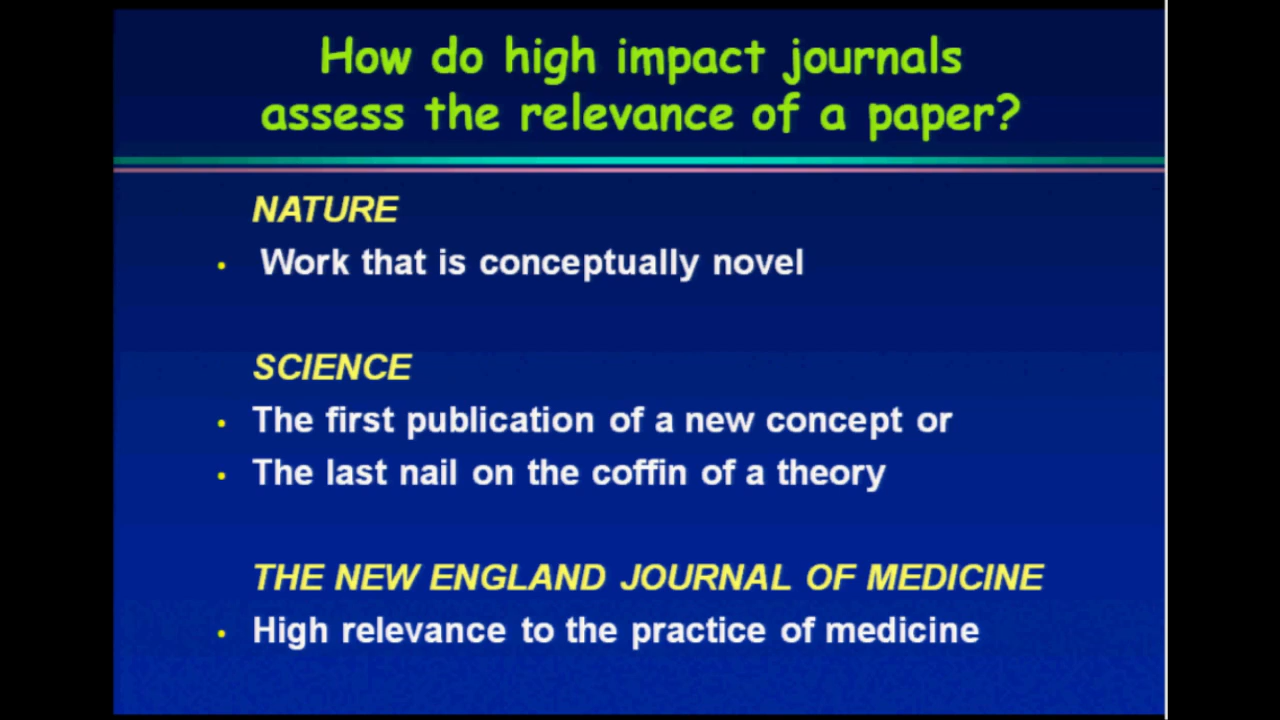 How do high impact journals
assess the relevance of a paper?
NATURE
• Work that is conceptually novel
SCIENCE
• The first publication of a new concept or
• The last nail on the coffin of a theory
THE NEW ENGLAND JOURNAL OF MEDICINE
• High relevance to the practice of medicine